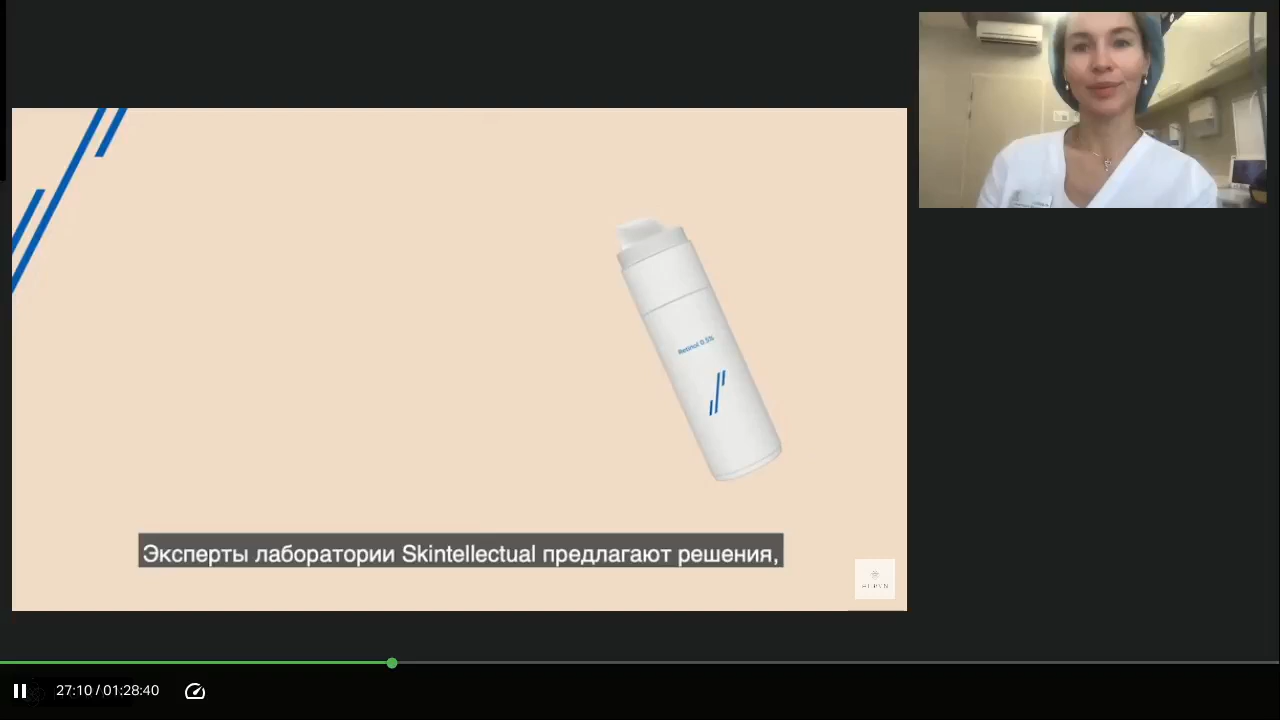 Retinol 0.5%
Эксперты лаборатории Skintellectual предлагают решения,
27:10 / 01:28:40